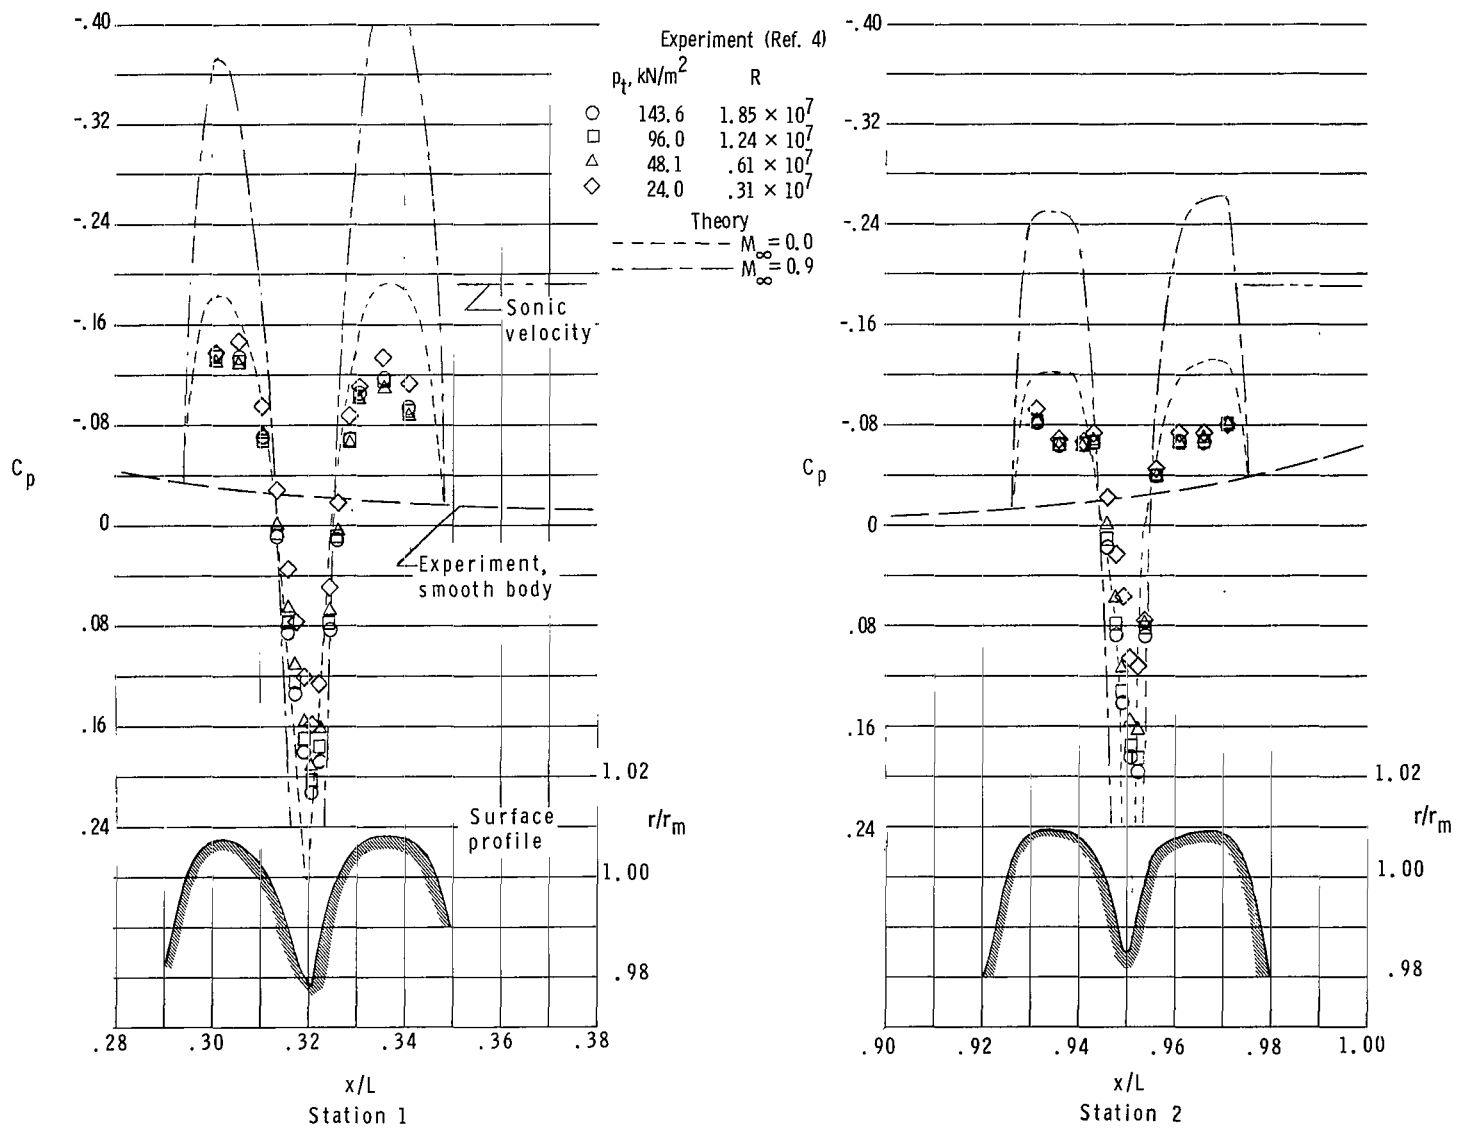 Experiment (Ref. 4)
p_t, kN/m^2 R
○ 143.6 1.85 × 10^7
□ 96.0 1.24 × 10^7
△ 48.1 .61 × 10^7
◇ 24.0 .31 × 10^7
Theory
M_∞ = 0.0
M_∞ = 0.9
-.40
-.32
-.24
-.16
-.08
C_p
0
.08
.16
.24
Sonic
velocity
Experiment,
smooth body
Surface
profile
1.02
r/r_m
1.00
.98
.28 .30 .32 .34 .36 .38
x/L
Station 1
-.40
-.32
-.24
-.16
-.08
C_p
0
.08
.16
.24
1.02
r/r_m
1.00
.98
.90 .92 .94 .96 .98 1.00
x/L
Station 2